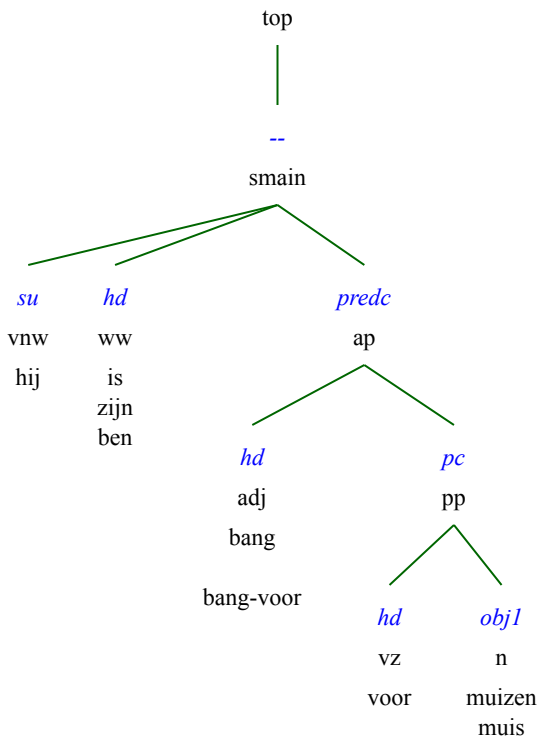 top
--
smain
su hd predc
vnw ww ap
hij is
zijn
ben
hd pc
adj pp
bang
bang-voor
hd obj1
vz n
voor muizen
muis